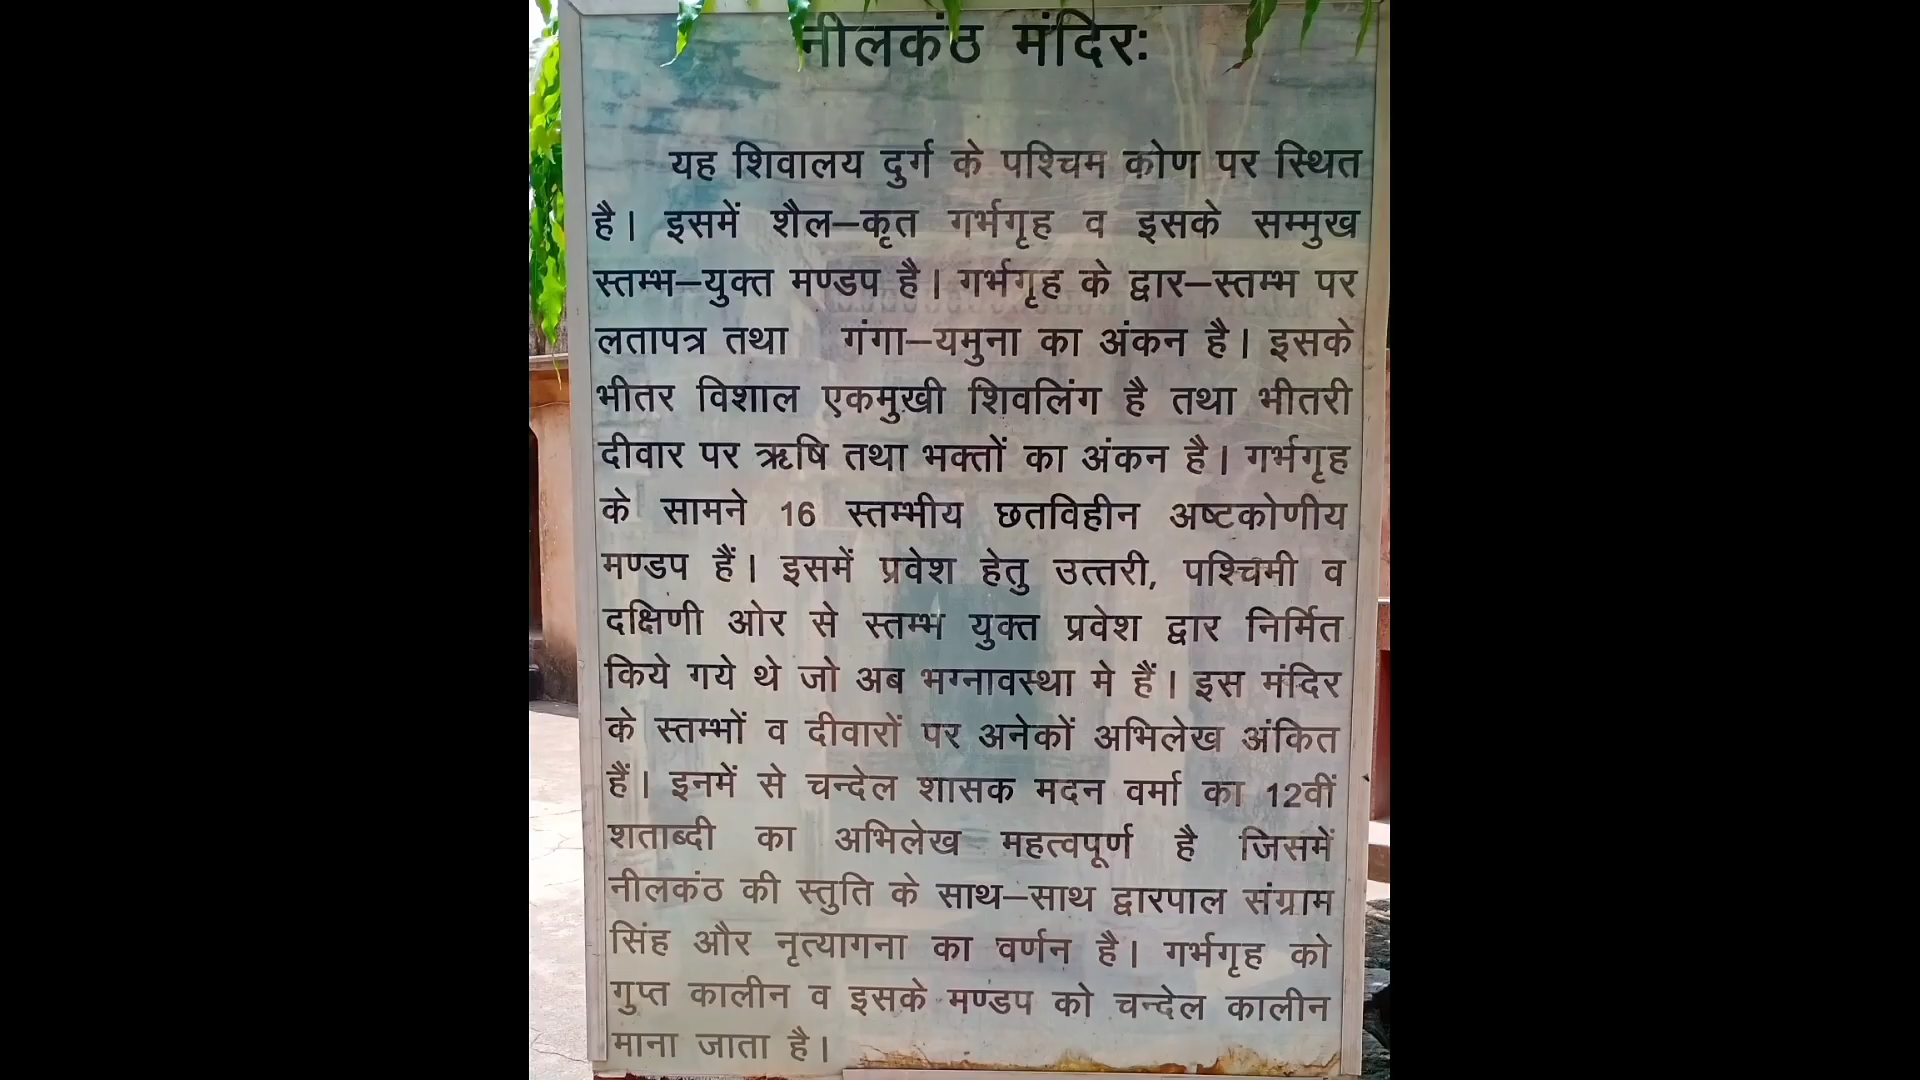 नीलकंठ मंदिरः
यह शिवालय दुर्ग के पश्चिम कोण पर स्थित
है। इसमें शैल–कृत गर्भगृह व इसके सम्मुख
स्तम्भ–युक्त मण्डप है। गर्भगृह के द्वार–स्तम्भ पर
लतापत्र तथा गंगा–यमुना का अंकन है। इसके
भीतर विशाल एकमुखी शिवलिंग है तथा भीतरी
दीवार पर ऋषि तथा भक्तों का अंकन है। गर्भगृह
के सामने 16 स्तम्भीय छतविहीन अष्टकोणीय
मण्डप हैं। इसमें प्रवेश हेतु उत्तरी, पश्चिमी व
दक्षिणी ओर से स्तम्भ युक्त प्रवेश द्वार निर्मित
किये गये थे जो अब भग्नावस्था मे हैं। इस मंदिर
के स्तम्भों व दीवारों पर अनेकों अभिलेख अंकित
हैं। इनमें से चन्देल शासक मदन वर्मा का 12वीं
शताब्दी का अभिलेख महत्वपूर्ण है जिसमें
नीलकंठ की स्तुति के साथ–साथ द्वारपाल संग्राम
सिंह और नृत्यागना का वर्णन है। गर्भगृह को
गुप्त कालीन व इसके मण्डप को चन्देल कालीन
माना जाता है।